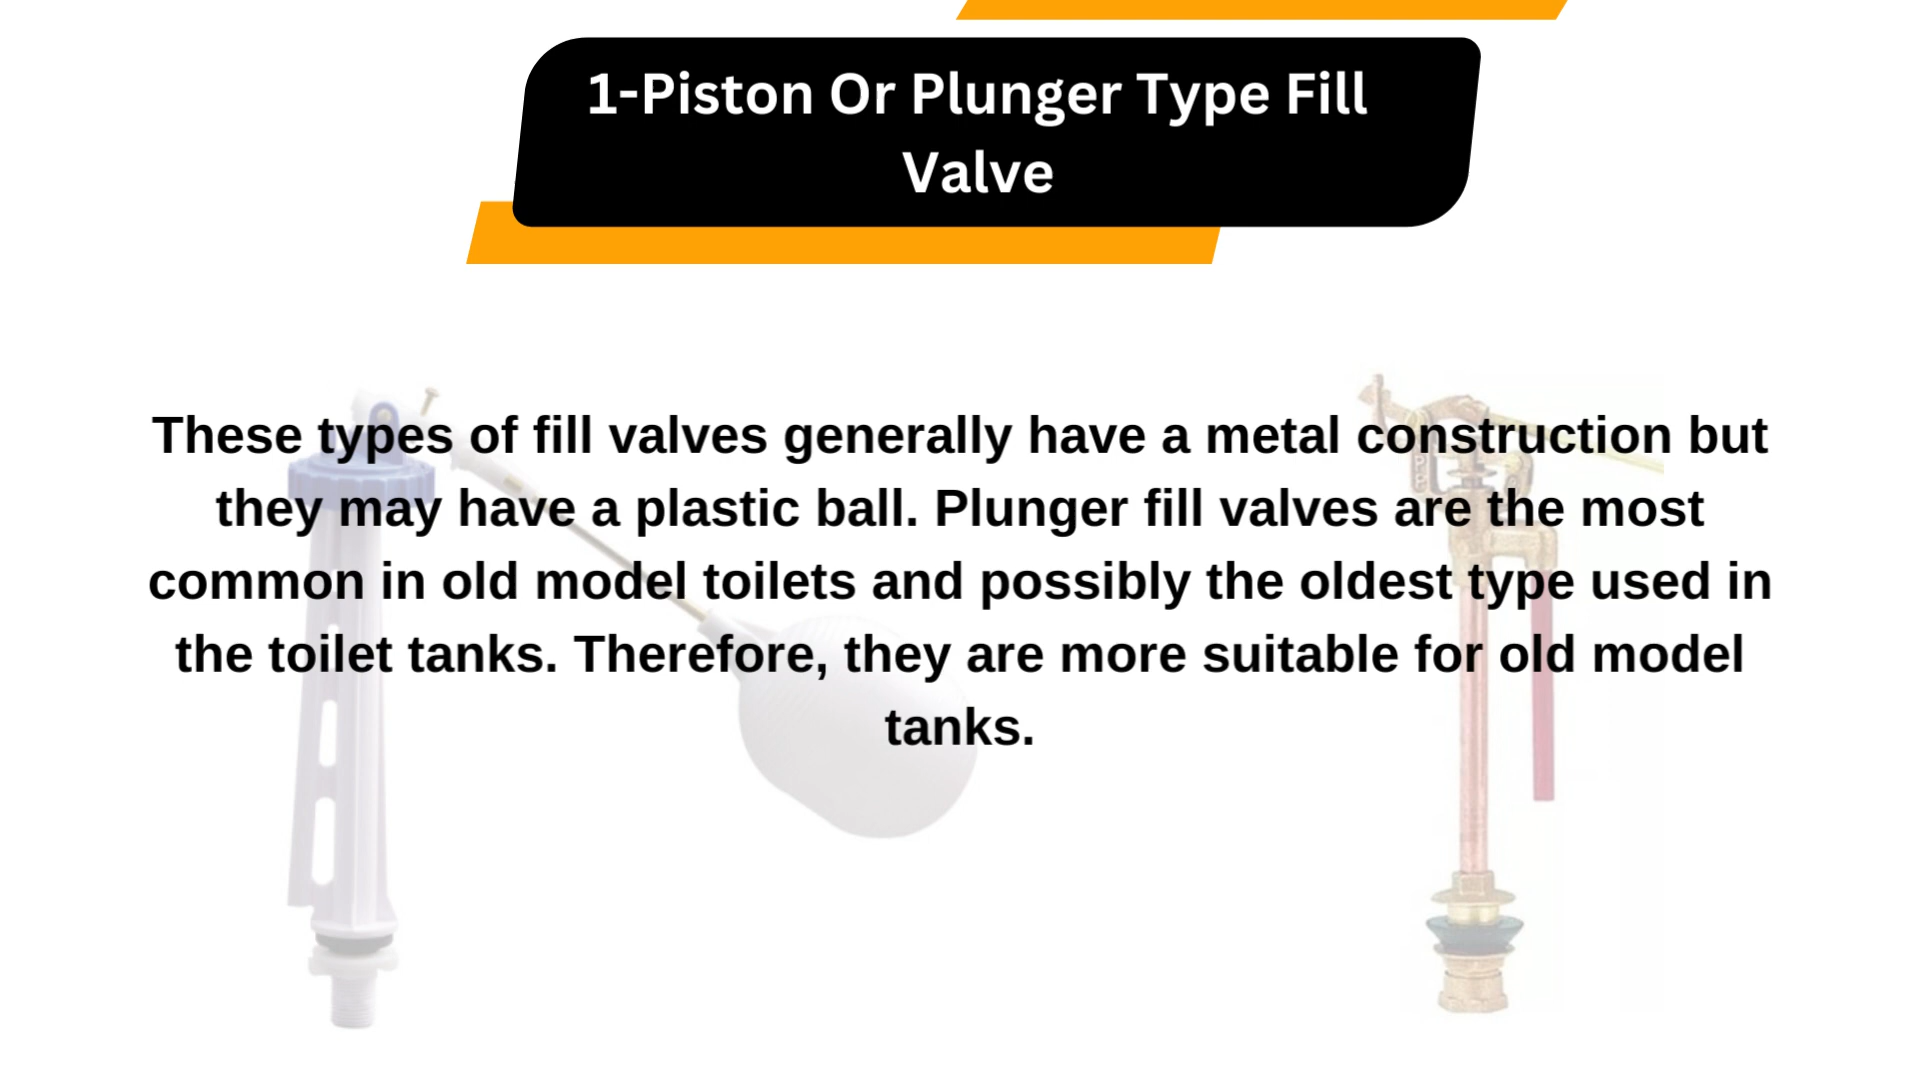 1-Piston Or Plunger Type Fill
Valve
These types of fill valves generally have a metal construction but
they may have a plastic ball. Plunger fill valves are the most
common in old model toilets and possibly the oldest type used in
the toilet tanks. Therefore, they are more suitable for old model
tanks.